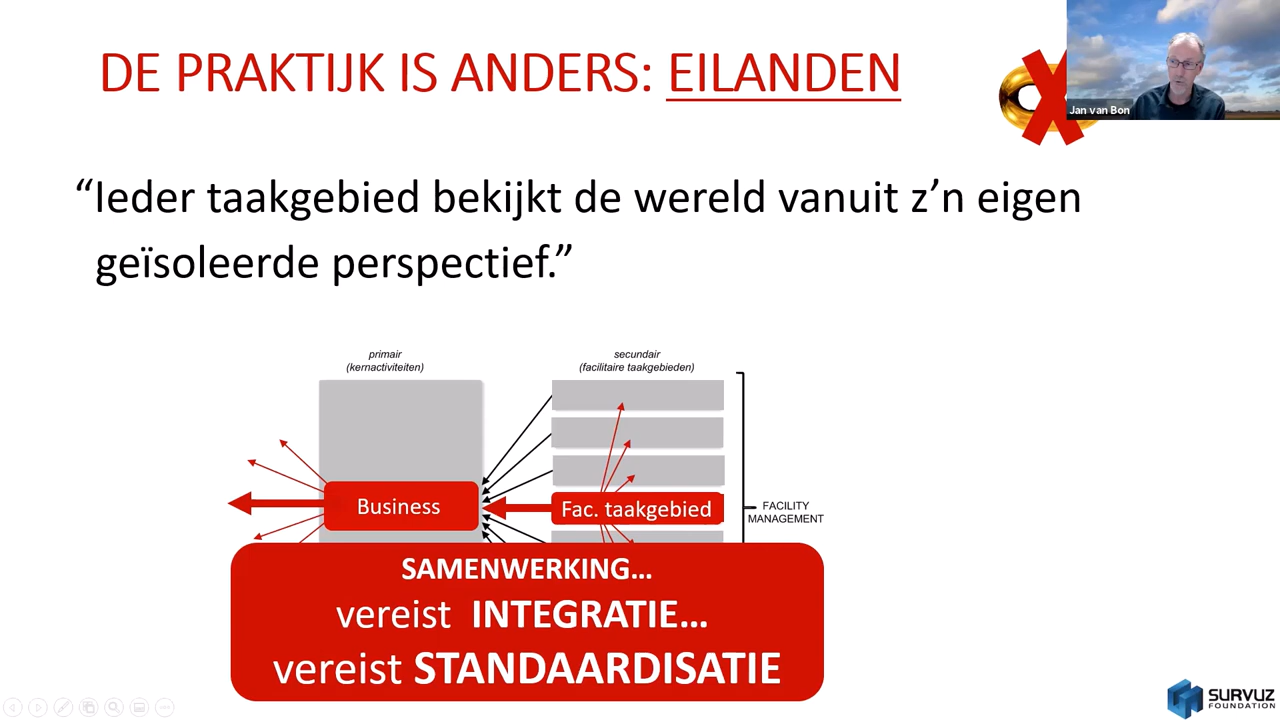 DE PRAKTIJK IS ANDERS: EILANDEN
Jan van Bon
“Ieder taakgebied bekijkt de wereld vanuit z’n eigen
geïsoleerde perspectief.”
primair
(kernactiviteiten)
secundair
(facilitaire taakgebieden)
Business
Fac. taakgebied
FACILITY
MANAGEMENT
SAMENWERKING...
vereist INTEGRATIE...
vereist STANDAARDISATIE
SURVUZ
FOUNDATION